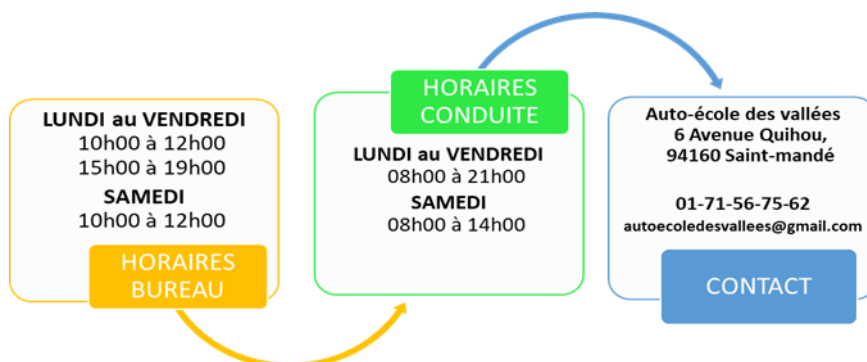 LUNDI au VENDREDI
10h00 à 12h00
15h00 à 19h00
SAMEDI
10h00 à 12h00
HORAIRES
BUREAU
HORAIRES
CONDUITE
LUNDI au VENDREDI
08h00 à 21h00
SAMEDI
08h00 à 14h00
Auto-école des vallées
6 Avenue Quihou,
94160 Saint-mandé
01-71-56-75-62
autoecoledesvallees@gmail.com
CONTACT